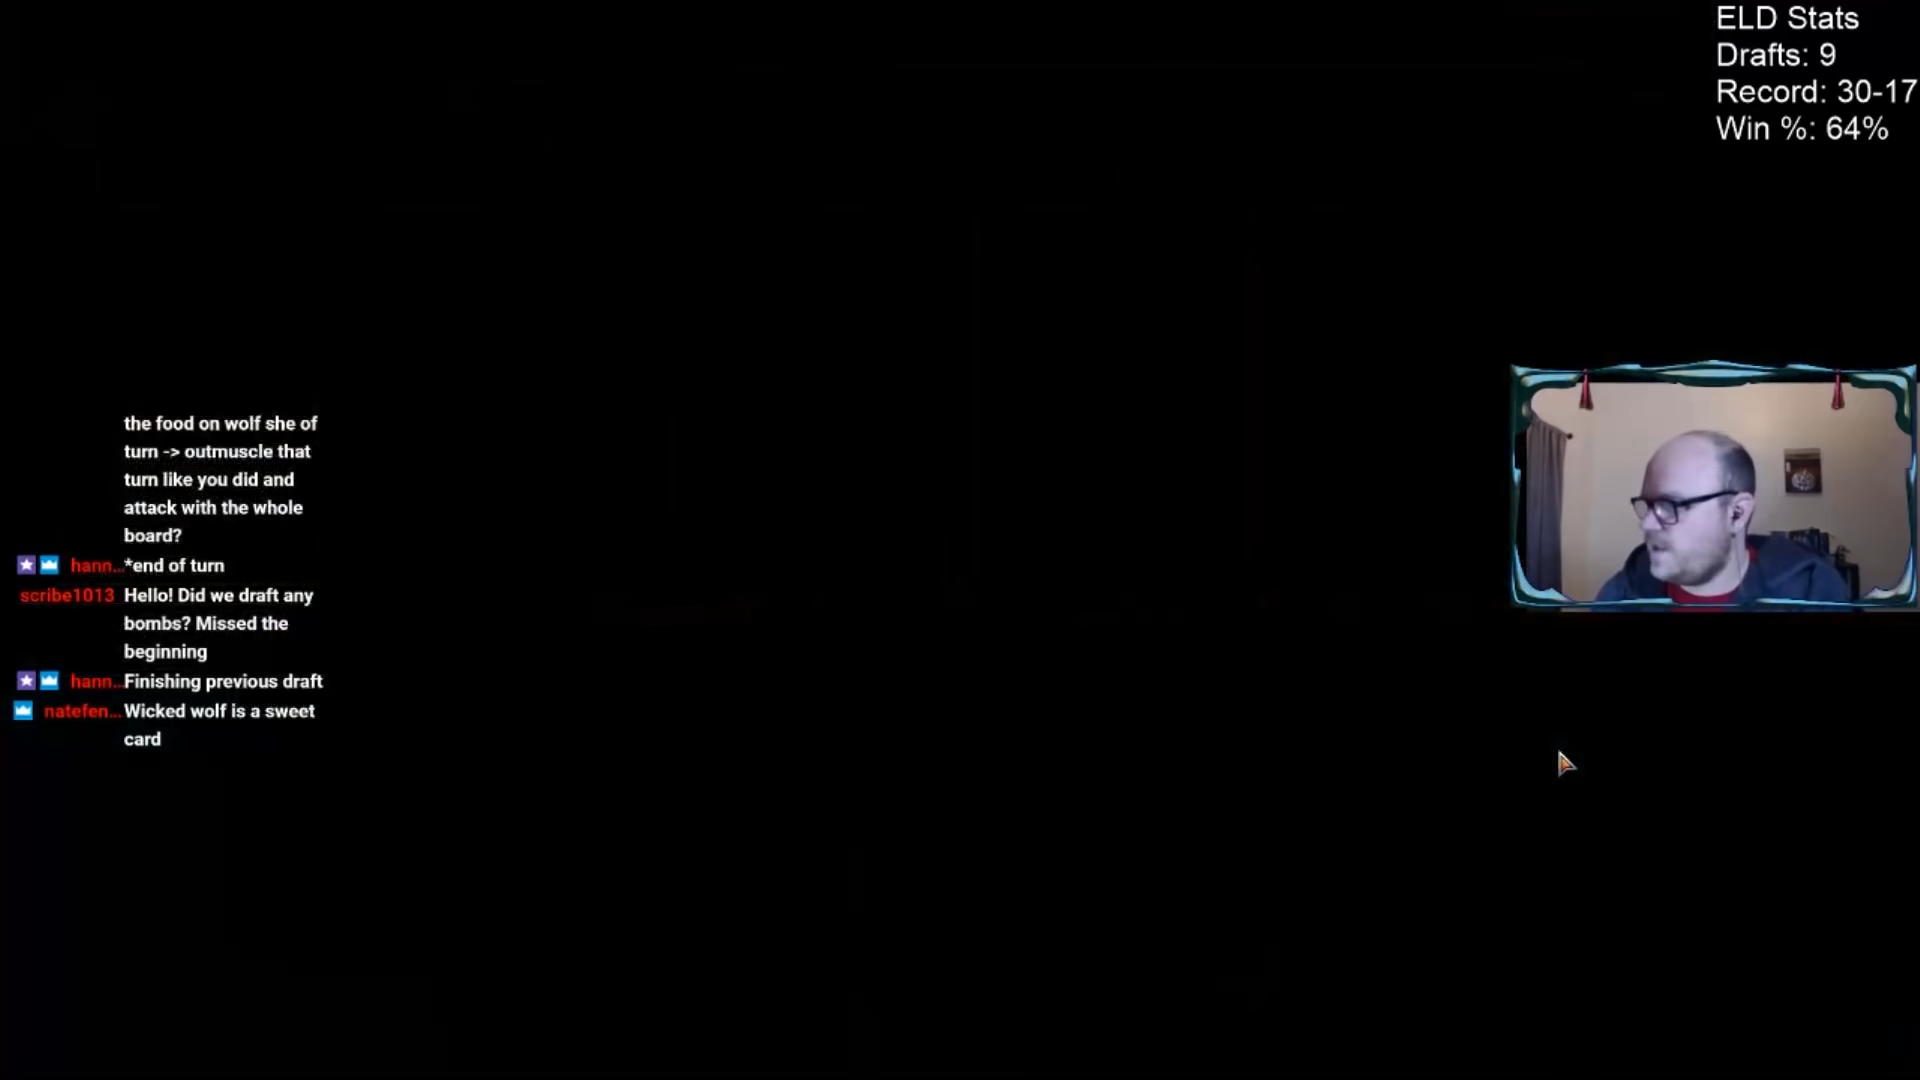 ELD Stats
Drafts: 9
Record: 30-17
Win %: 64%
the food on wolf she of
turn -> outmuscle that
turn like you did and
attack with the whole
board?
hann... *end of turn
scribe1013 Hello! Did we draft any
bombs? Missed the
beginning
hann... Finishing previous draft
natefen... Wicked wolf is a sweet
card